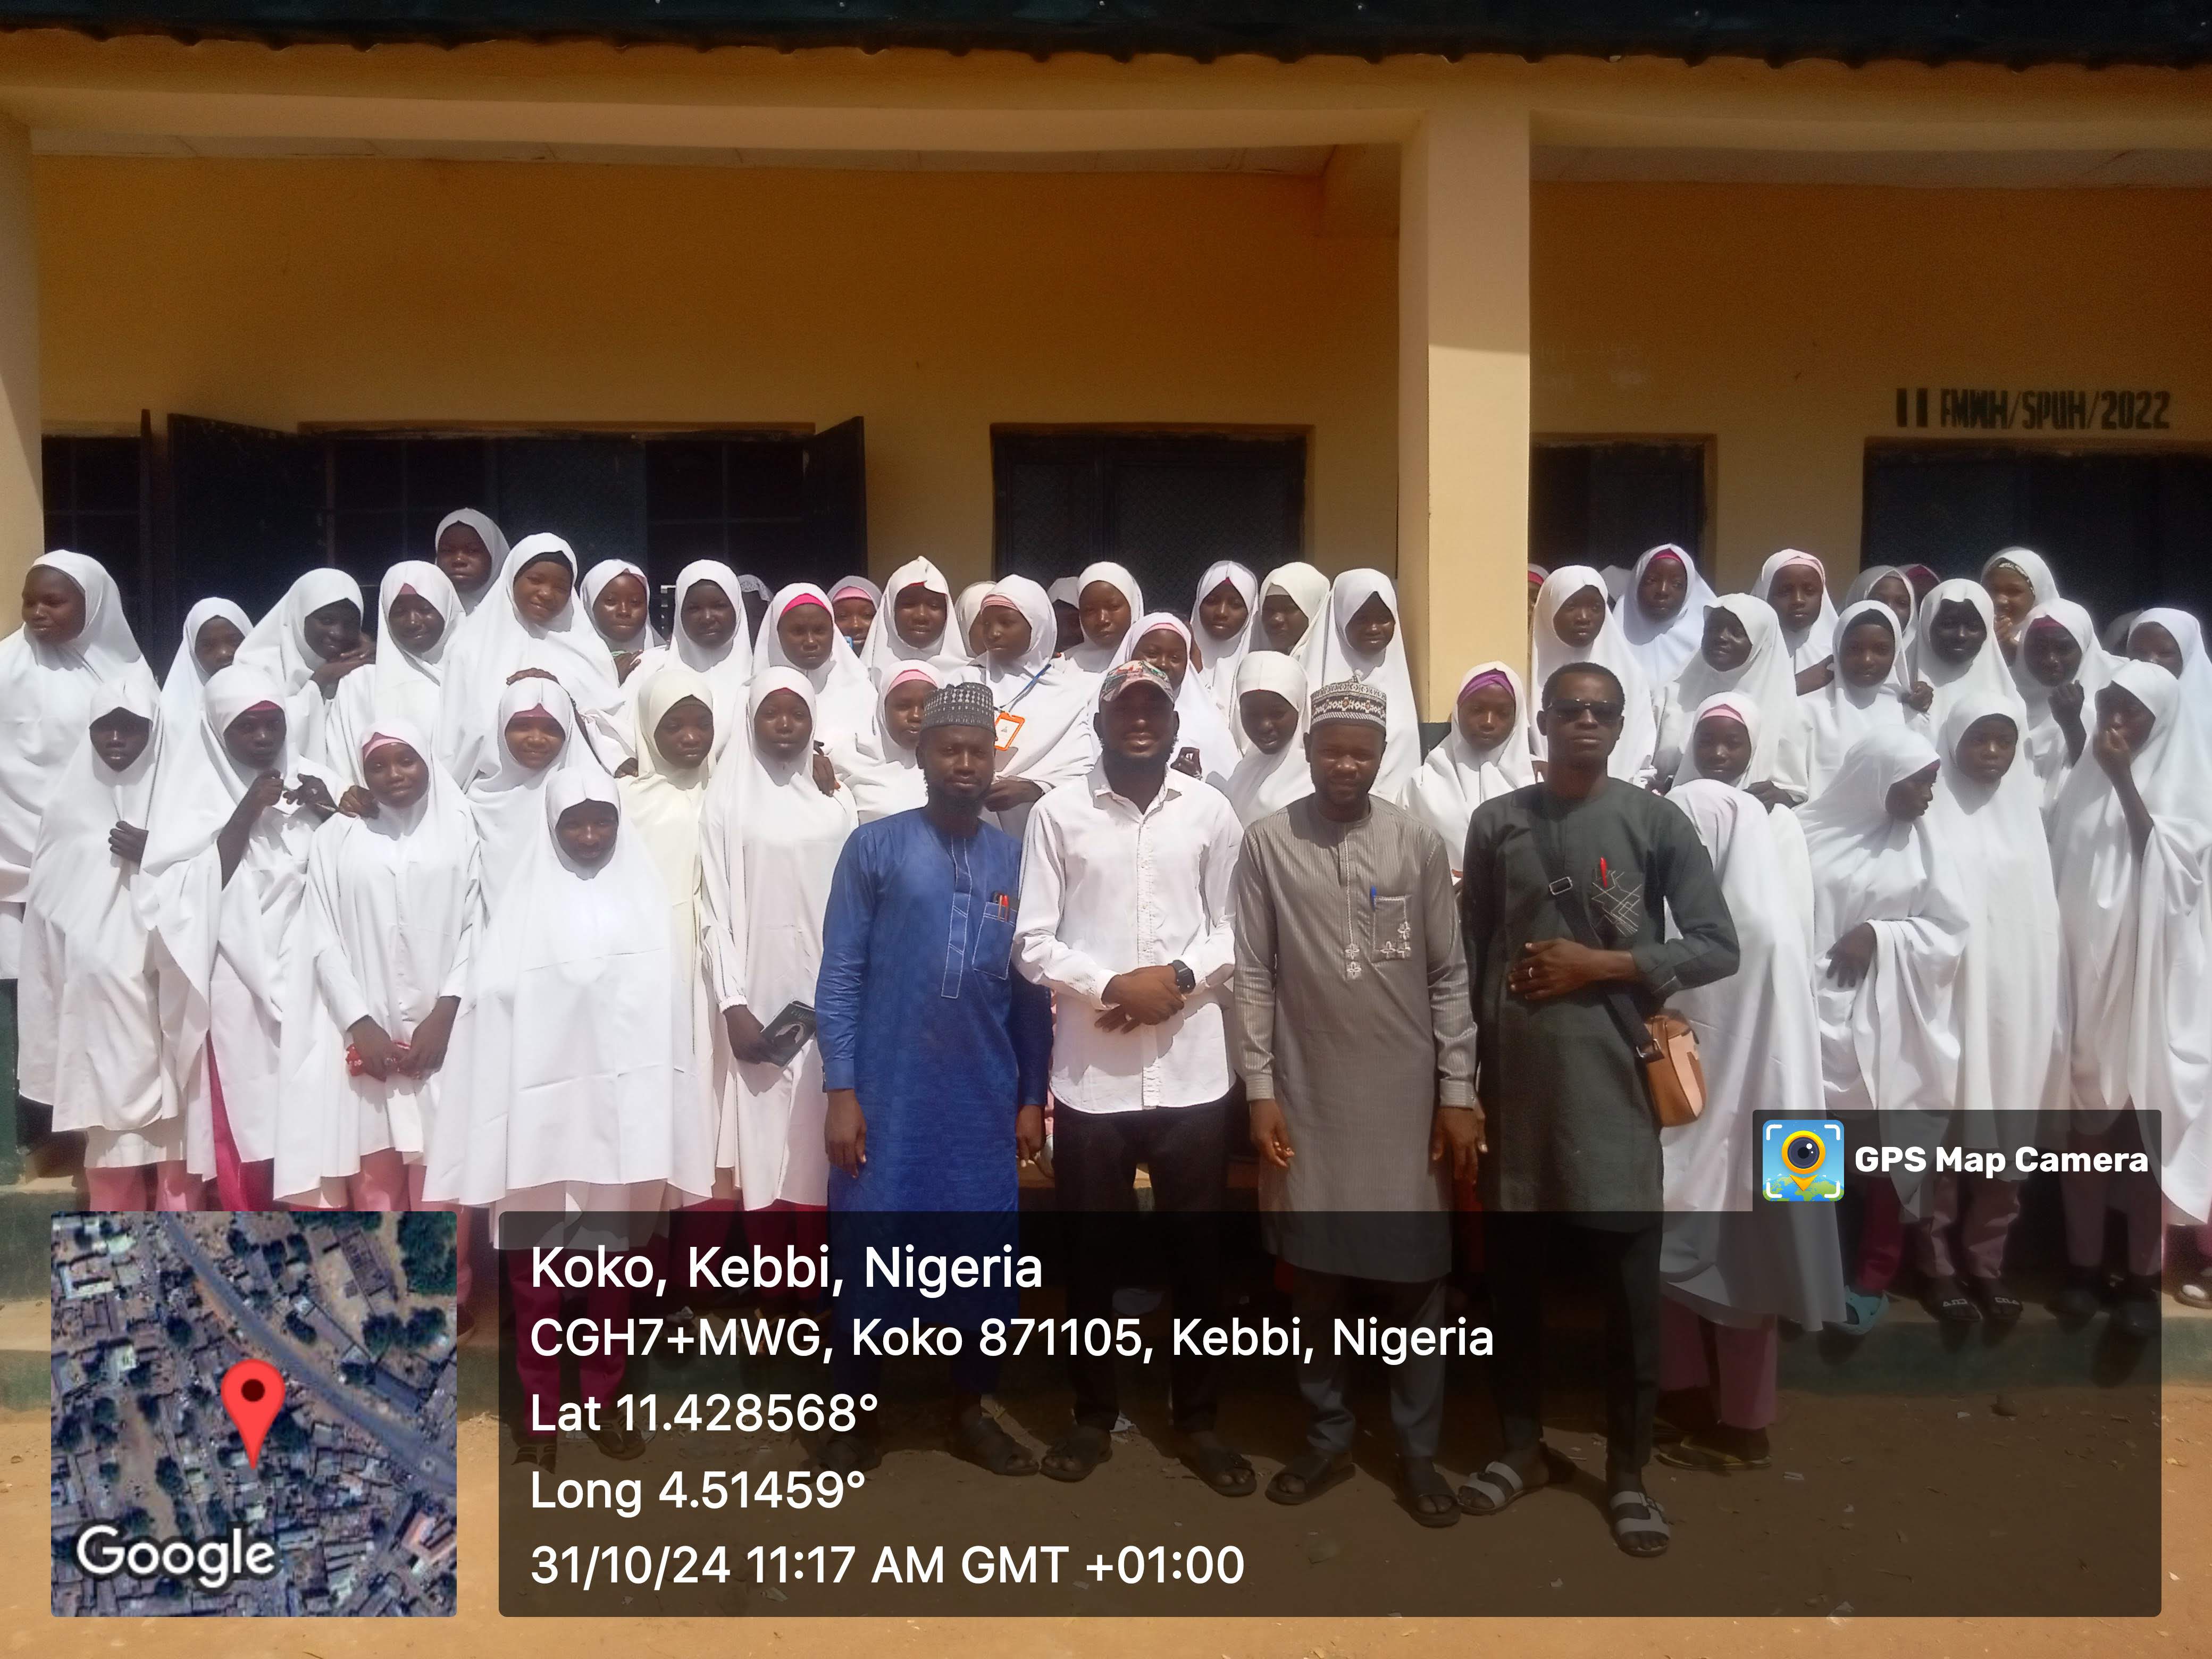 FMWH/SPUH/2022
GPS Map Camera
Google
Koko, Kebbi, Nigeria
CGH7+MWG, Koko 871105, Kebbi, Nigeria
Lat 11.428568°
Long 4.51459°
31/10/24 11:17 AM GMT +01:00